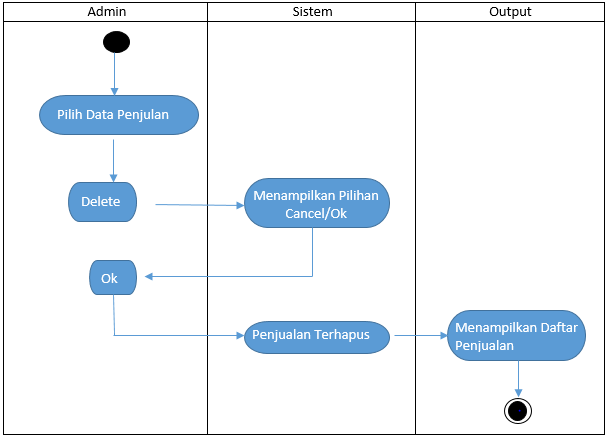 Admin
Sistem
Output
Pilih Data Penjulan
Delete
Menampilkan Pilihan
Cancel/Ok
Ok
Penjualan Terhapus
Menampilkan Daftar
Penjualan